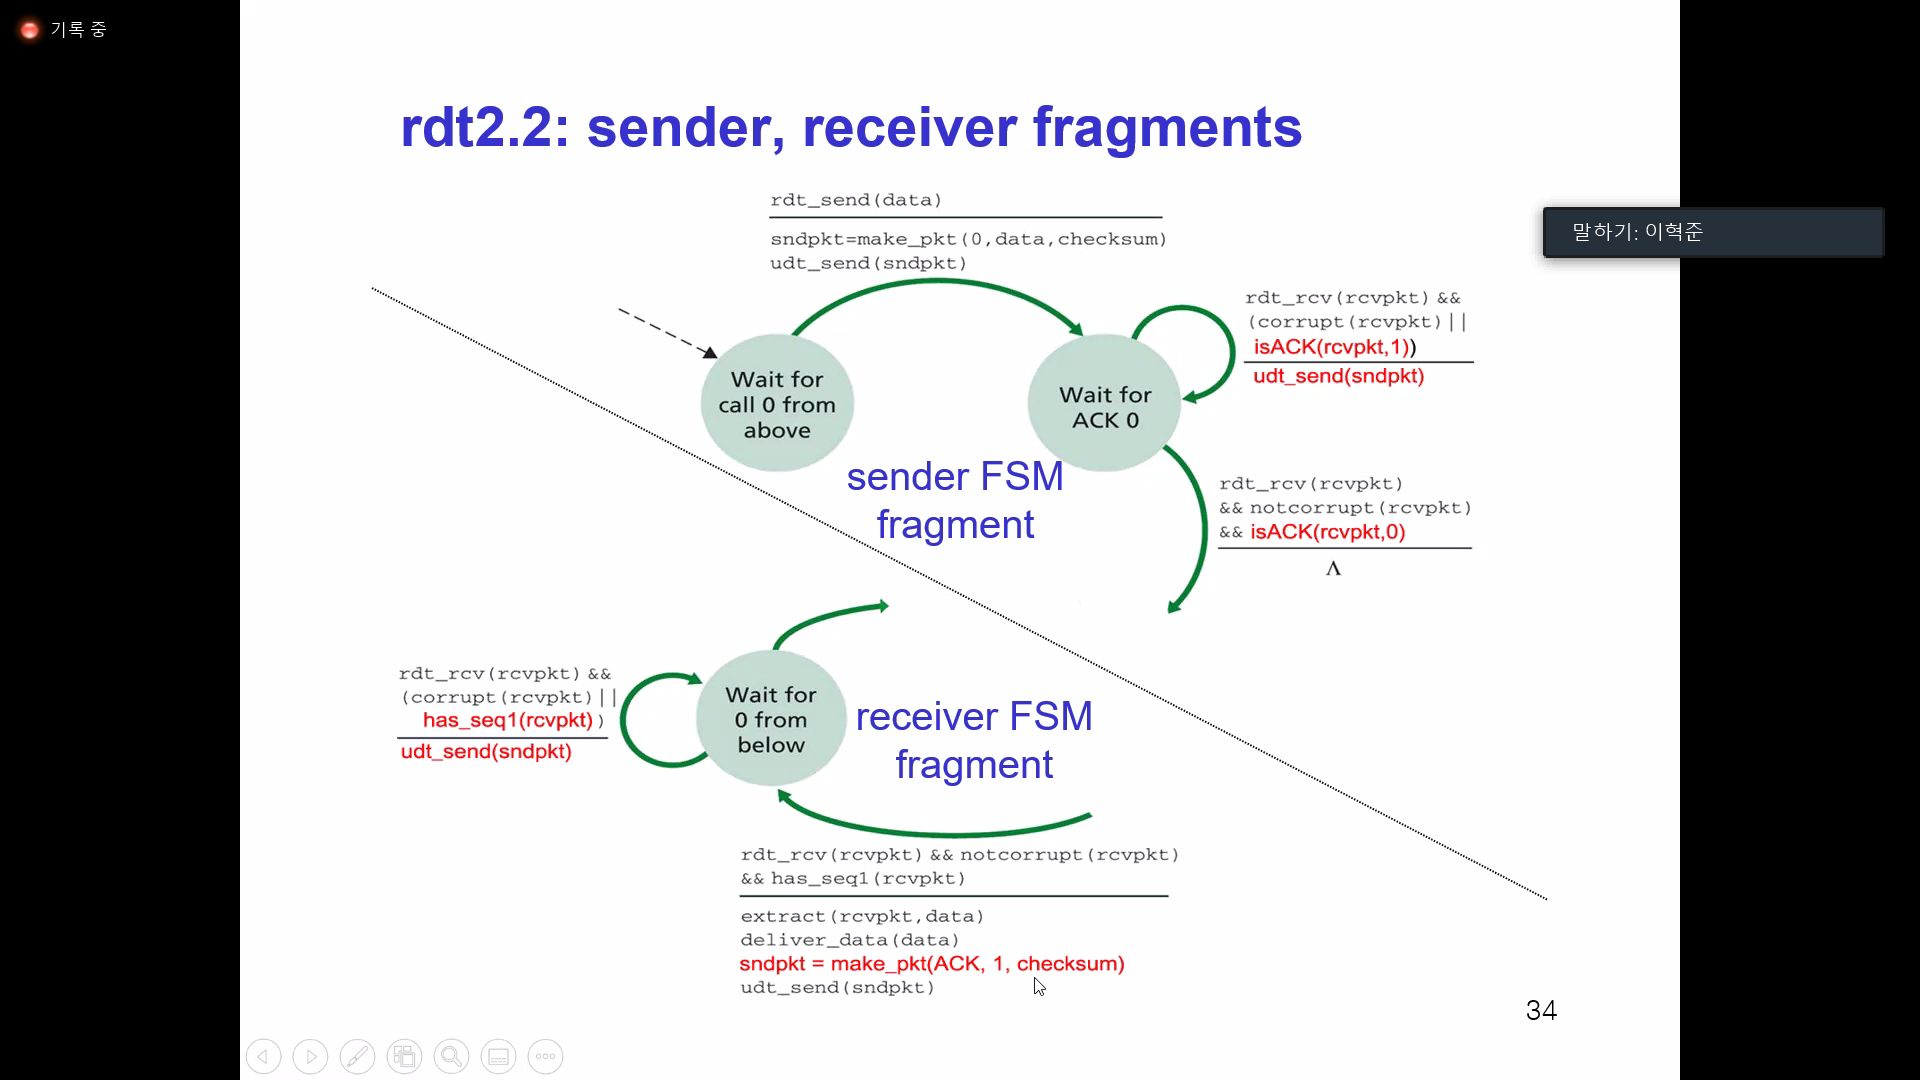 기록 중
rdt2.2: sender, receiver fragments
말하기: 이혁준
rdt_send(data)
sndpkt=make_pkt(0,data,checksum)
udt_send(sndpkt)
rdt_rcv(rcvpkt) &&
(corrupt(rcvpkt)||
isACK(rcvpkt,1))
udt_send(sndpkt)
Wait for
call 0 from
above
Wait for
ACK 0
sender FSM
fragment
rdt_rcv(rcvpkt)
&& notcorrupt(rcvpkt)
&& isACK(rcvpkt,0)
Λ
rdt_rcv(rcvpkt) &&
(corrupt(rcvpkt)||
has_seq1(rcvpkt))
udt_send(sndpkt)
Wait for
0 from
below
receiver FSM
fragment
rdt_rcv(rcvpkt) && notcorrupt(rcvpkt)
&& has_seq1(rcvpkt)
extract(rcvpkt,data)
deliver_data(data)
sndpkt = make_pkt(ACK, 1, checksum)
udt_send(sndpkt)
34